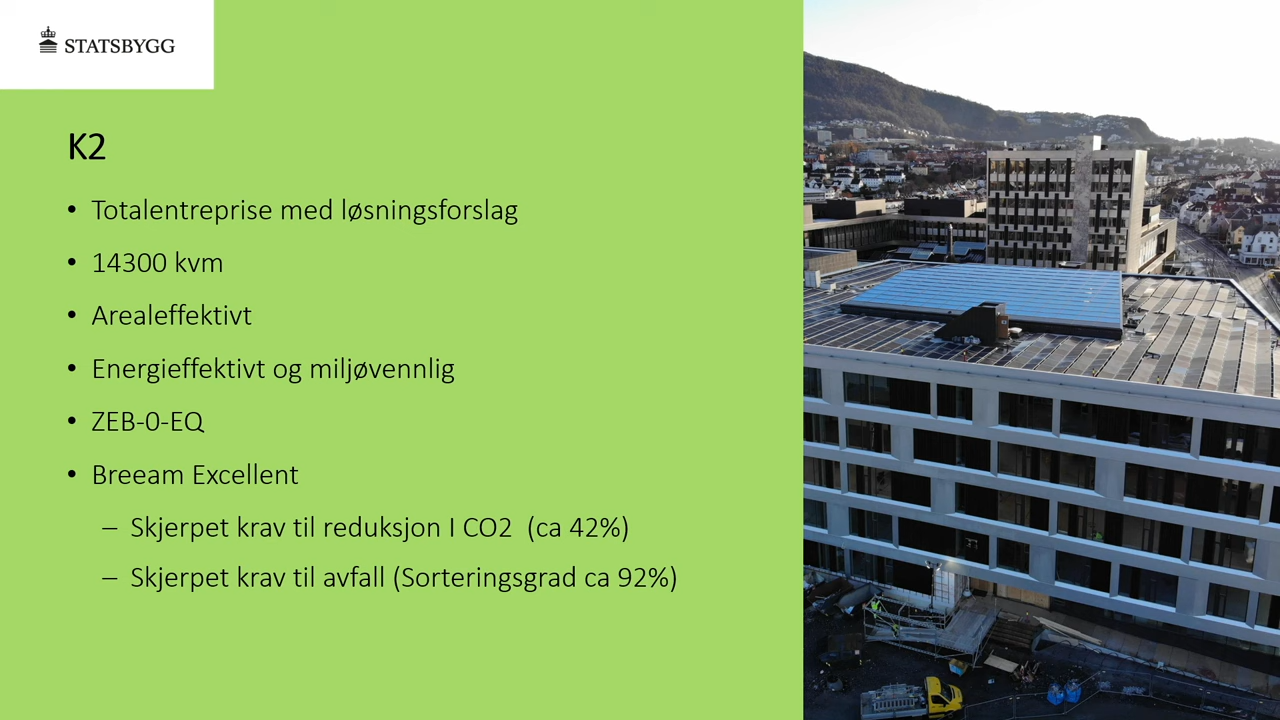 STATSBYGG
K2
• Totalentreprise med løsningsforslag
• 14300 kvm
• Arealeffektivt
• Energieffektivt og miljøvennlig
• ZEB-0-EQ
• Breeam Excellent
– Skjerpet krav til reduksjon I CO2 (ca 42%)
– Skjerpet krav til avfall (Sorteringsgrad ca 92%)